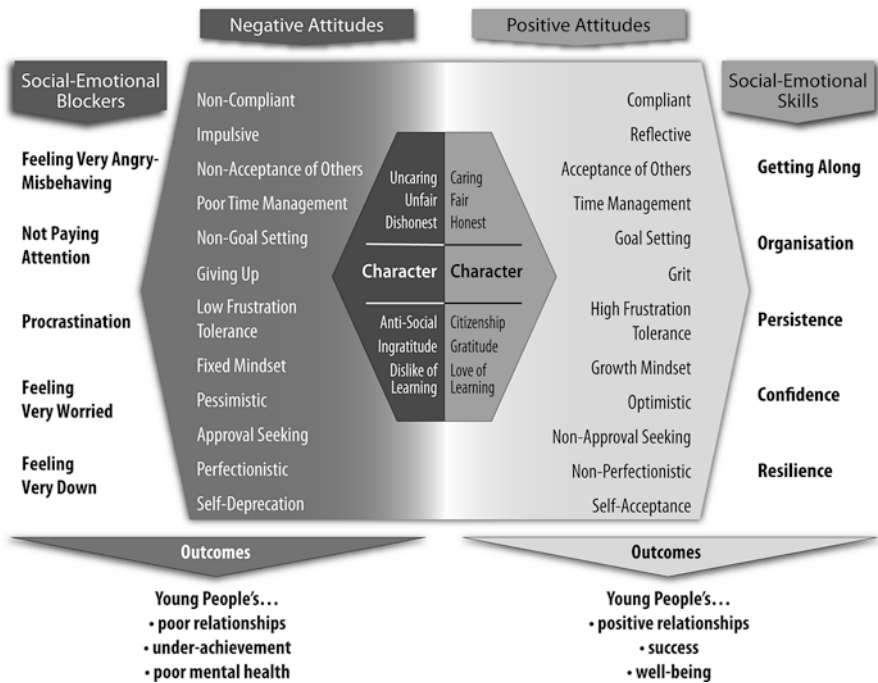 Negative Attitudes
Positive Attitudes
Social-Emotional
Blockers
Feeling Very Angry-
Misbehaving
Not Paying
Attention
Procrastination
Feeling
Very Worried
Feeling
Very Down
Non-Compliant
Impulsive
Non-Acceptance of Others
Poor Time Management
Non-Goal Setting
Giving Up
Low Frustration
Tolerance
Fixed Mindset
Pessimistic
Approval Seeking
Perfectionistic
Self-Deprecation
Uncaring
Unfair
Dishonest
Character
Anti-Social
Ingratitude
Dislike of
Learning
Caring
Fair
Honest
Character
Citizenship
Gratitude
Love of
Learning
Compliant
Reflective
Acceptance of Others
Time Management
Goal Setting
Grit
High Frustration
Tolerance
Growth Mindset
Optimistic
Non-Approval Seeking
Non-Perfectionistic
Self-Acceptance
Social-Emotional
Skills
Getting Along
Organisation
Persistence
Confidence
Resilience
Outcomes
Young People's...
• poor relationships
• under-achievement
• poor mental health
Outcomes
Young People's...
• positive relationships
• success
• well-being